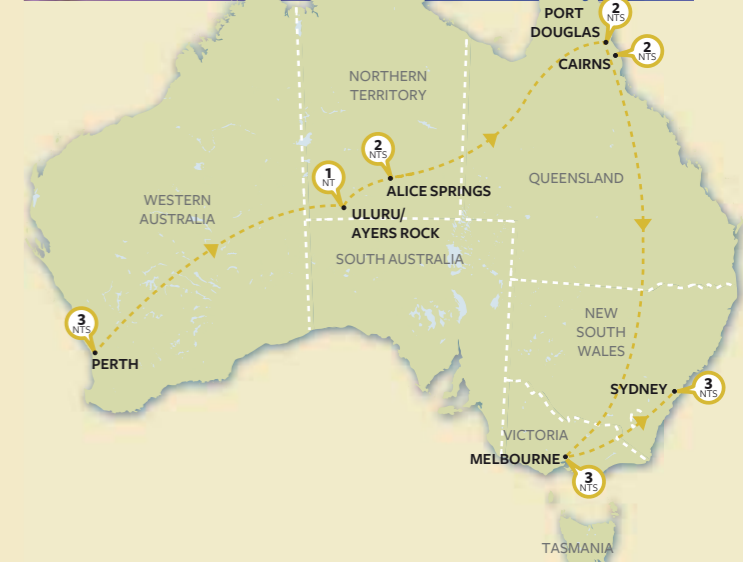 PORT
DOUGLAS
2
NTS
2
NTS
CAIRNS
NORTHERN
TERRITORY
2
NTS
1
NT
ALICE SPRINGS
QUEENSLAND
WESTERN
AUSTRALIA
ULURU/
AYERS ROCK
SOUTH AUSTRALIA
3
NTS
PERTH
NEW
SOUTH
WALES
SYDNEY
3
NTS
VICTORIA
MELBOURNE
3
NTS
TASMANIA